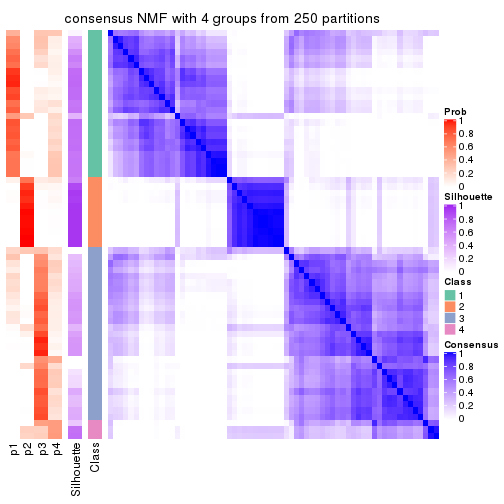 consensus NMF with 4 groups from 250 partitions
Prob
1
0.8
0.6
0.4
0.2
0
Silhouette
1
0.8
0.6
0.4
0.2
0
Class
1
2
3
4
Consensus
1
0.8
0.6
0.4
0.2
0
p1
p2
p3
p4
Silhouette
Class